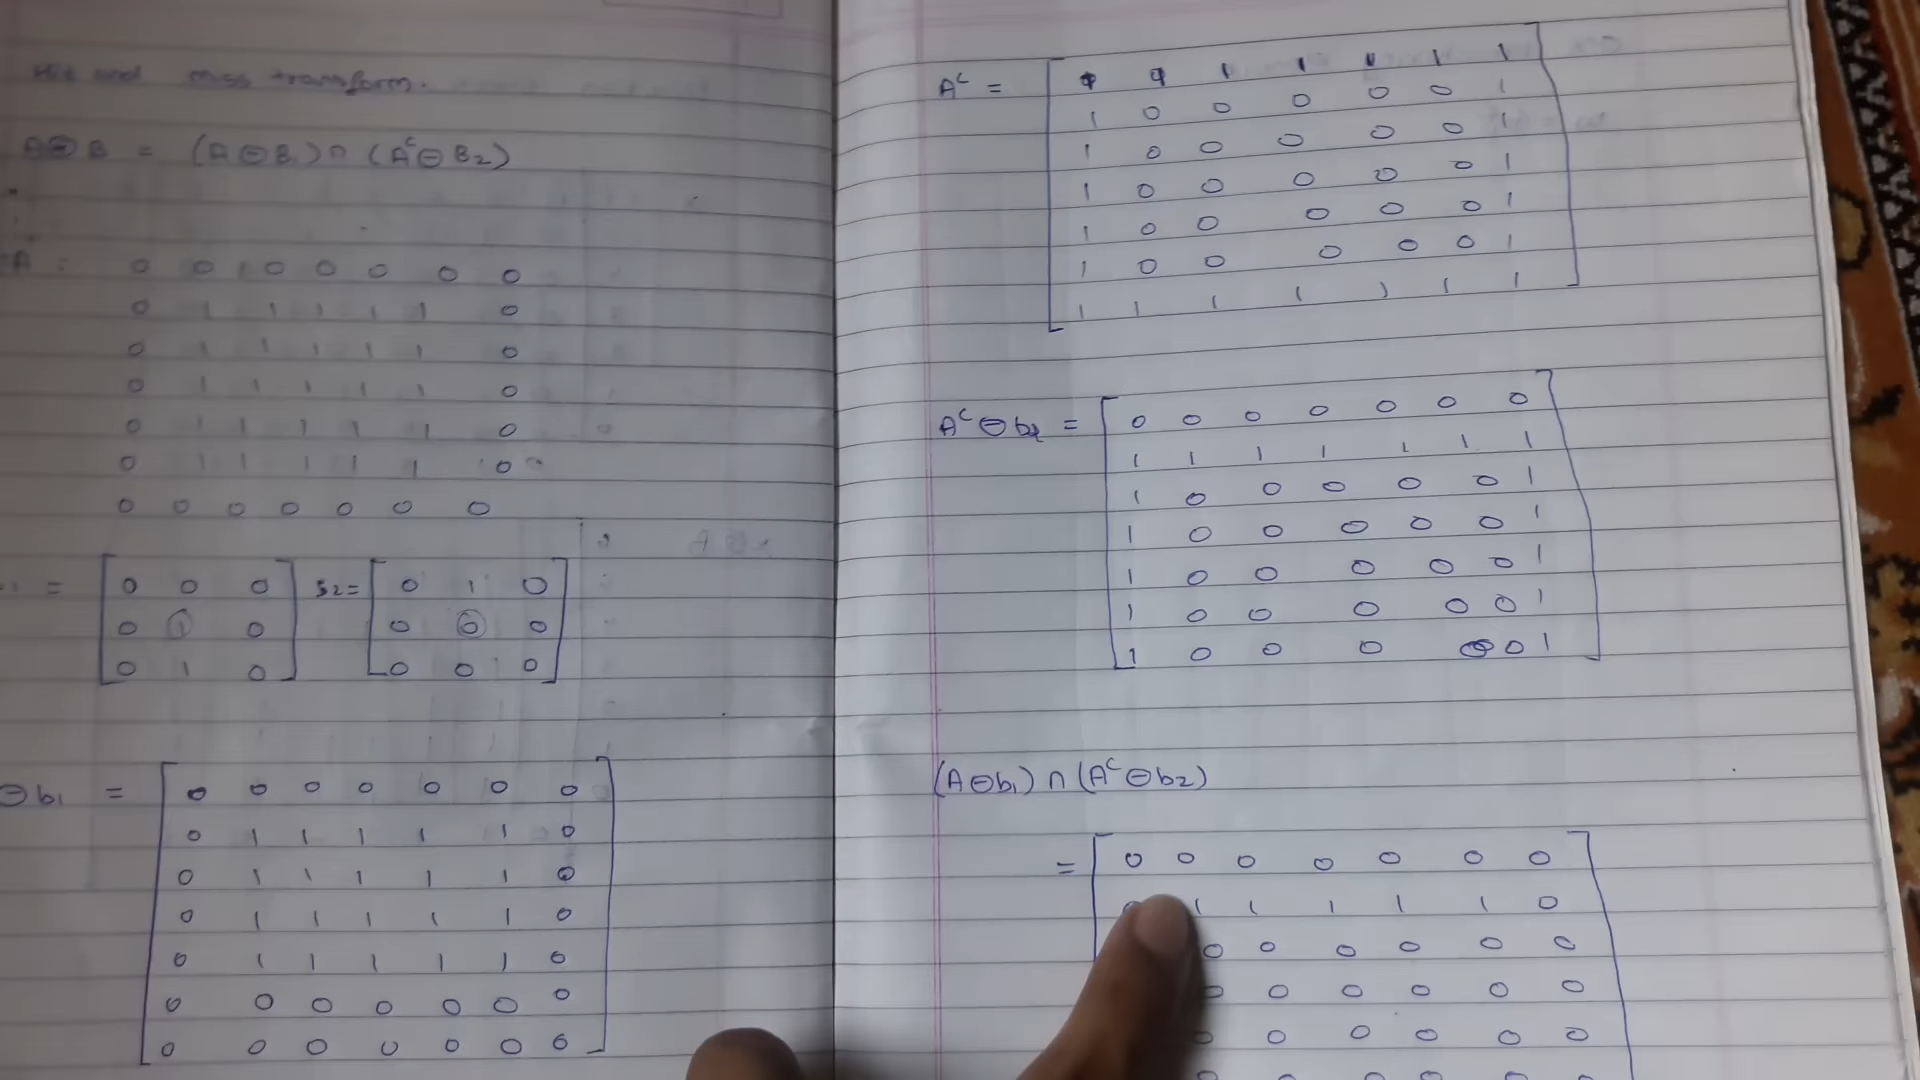 Hit and miss transform.
A⊖B = (A⊖B1)∩(Aᶜ⊖B2)
A : 0 0 0 0 0 0 0
0 1 1 1 1 1 0
0 1 1 1 1 1 0
0 1 1 1 1 1 0
0 1 1 1 1 1 0
0 1 1 1 1 1 0
0 0 0 0 0 0 0
= 0 0 0
0 1 0
0 1 0
B2= 0 1 0
0 0 0
0 0 0
⊖b1 = 0 0 0 0 0 0 0
0 1 1 1 1 1 0
0 1 1 1 1 1 0
0 1 1 1 1 1 0
0 1 1 1 1 1 0
0 0 0 0 0 0 0
0 0 0 0 0 0 0
Aᶜ = 1 1 1 1 1 1 1
1 0 0 0 0 0 1
1 0 0 0 0 0 1
1 0 0 0 0 0 1
1 0 0 0 0 0 1
1 0 0 0 0 0 1
1 1 1 1 1 1 1
Aᶜ⊖b2 = 0 0 0 0 0 0 0
1 1 1 1 1 1 1
1 0 0 0 0 0 1
1 0 0 0 0 0 1
1 0 0 0 0 0 1
1 0 0 0 0 0 1
1 0 0 0 0 0 1
(A⊖b1)∩(Aᶜ⊖b2)
= 0 0 0 0 0 0 0
1 1 1 1 1 0
0 0 0 0 0 0
0 0 0 0 0 0
0 0 0 0 0 0